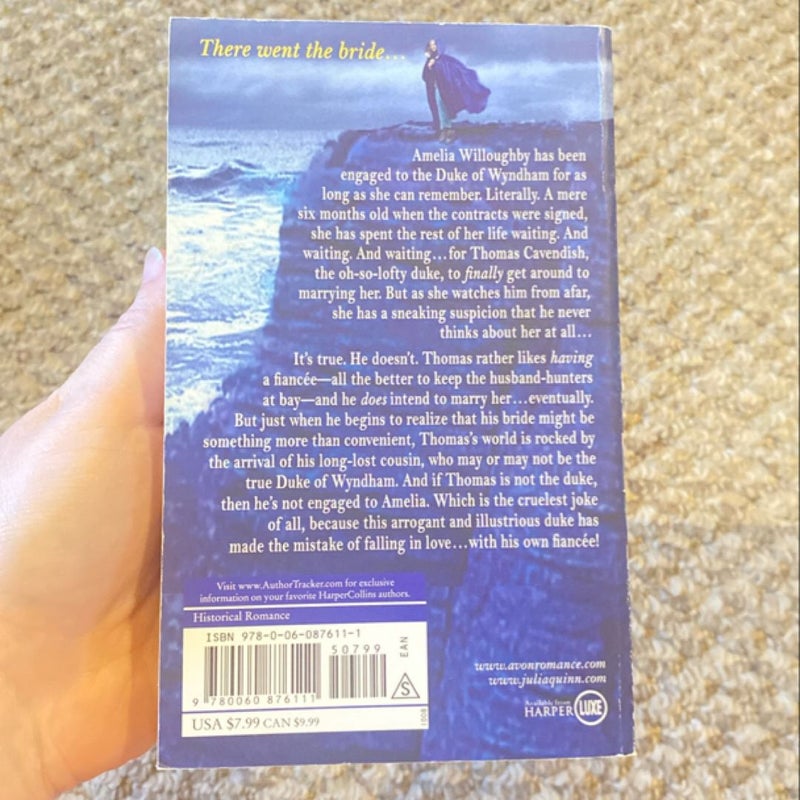 There went the bride...
Amelia Willoughby has been
engaged to the Duke of Wyndham for as
long as she can remember. Literally. A mere
six months old when the contracts were signed,
she has spent the rest of her life waiting. And
waiting. And waiting...for Thomas Cavendish,
the oh-so-lofty duke, to finally get around to
marrying her. But as she watches him from afar,
she has a sneaking suspicion that he never
thinks about her at all...
It's true. He doesn't. Thomas rather likes having
a fiancée—all the better to keep the husband-hunters
at bay—and he does intend to marry her...eventually.
But just when he begins to realize that his bride might be
something more than convenient, Thomas's world is rocked by
the arrival of his long-lost cousin, who may or may not be the
true Duke of Wyndham. And if Thomas is not the duke,
then he's not engaged to Amelia. Which is the cruelest joke
of all, because this arrogant and illustrious duke has
made the mistake of falling in love...with his own fiancée!
Visit www.AuthorTracker.com for exclusive
information on your favorite HarperCollins authors.
Historical Romance
ISBN 978-0-06-087611-1
50799
EAN
9 780060 876111
S
USA $7.99 CAN $9.99
1008
www.avonromance.com
www.juliaquinn.com
Available from
HARPER LUXE